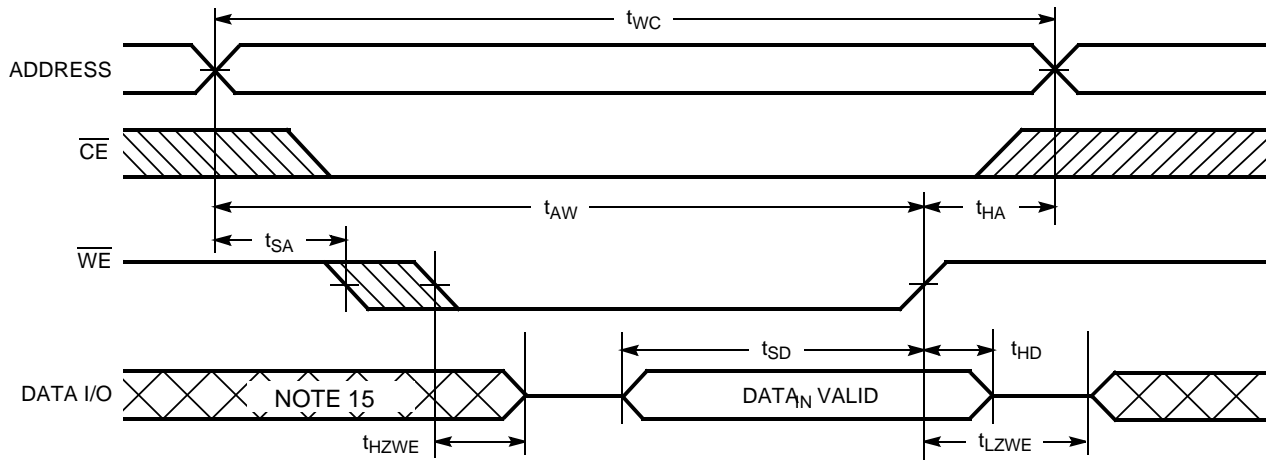 tWC
ADDRESS
CE
tAW
tHA
tSA
WE
tSD
tHD
DATA I/O
NOTE 15
DATAIN VALID
tHZWE
tLZWE